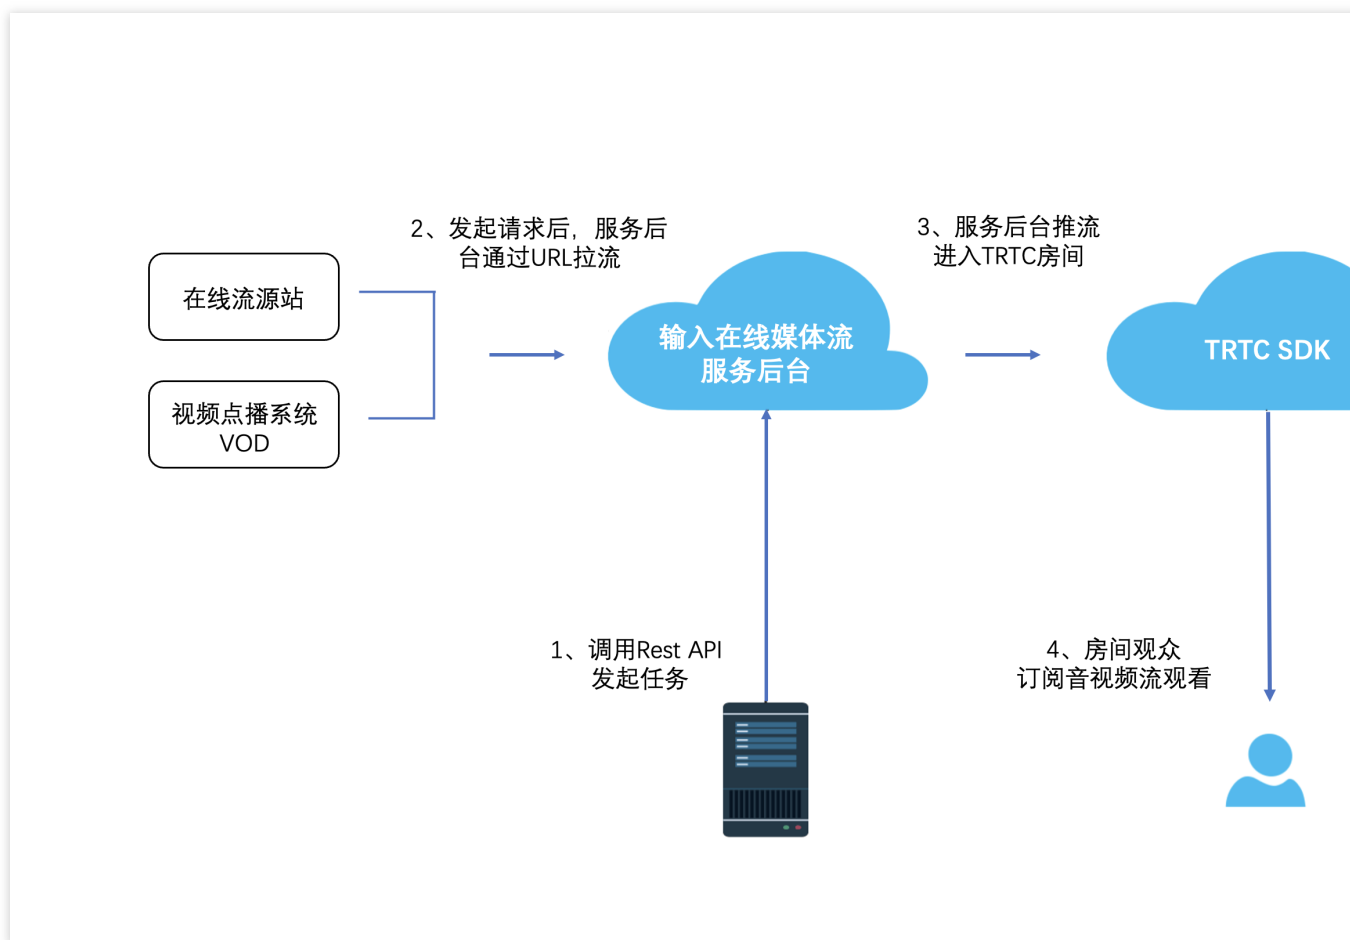 2、发起请求后，服务后
台通过URL拉流
3、服务后台推流
进入TRTC房间
在线流源站
视频点播系统
VOD
输入在线媒体流
服务后台
TRTC SDK
1、调用Rest API
发起任务
4、房间观众
订阅音视频流观看